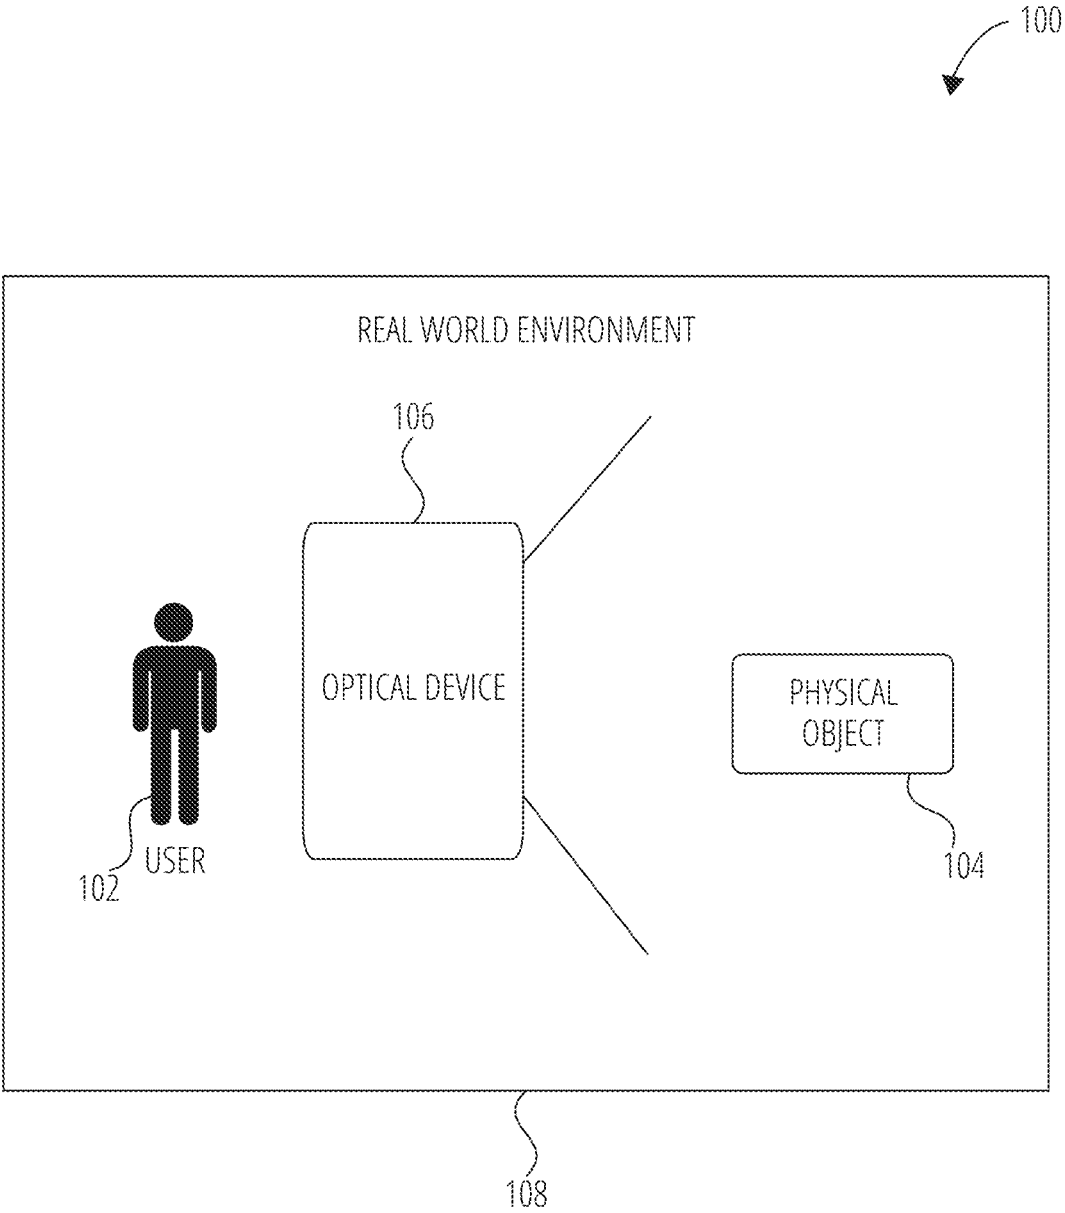 100
REAL WORLD ENVIRONMENT
106
OPTICAL DEVICE
PHYSICAL
OBJECT
104
USER
102
108